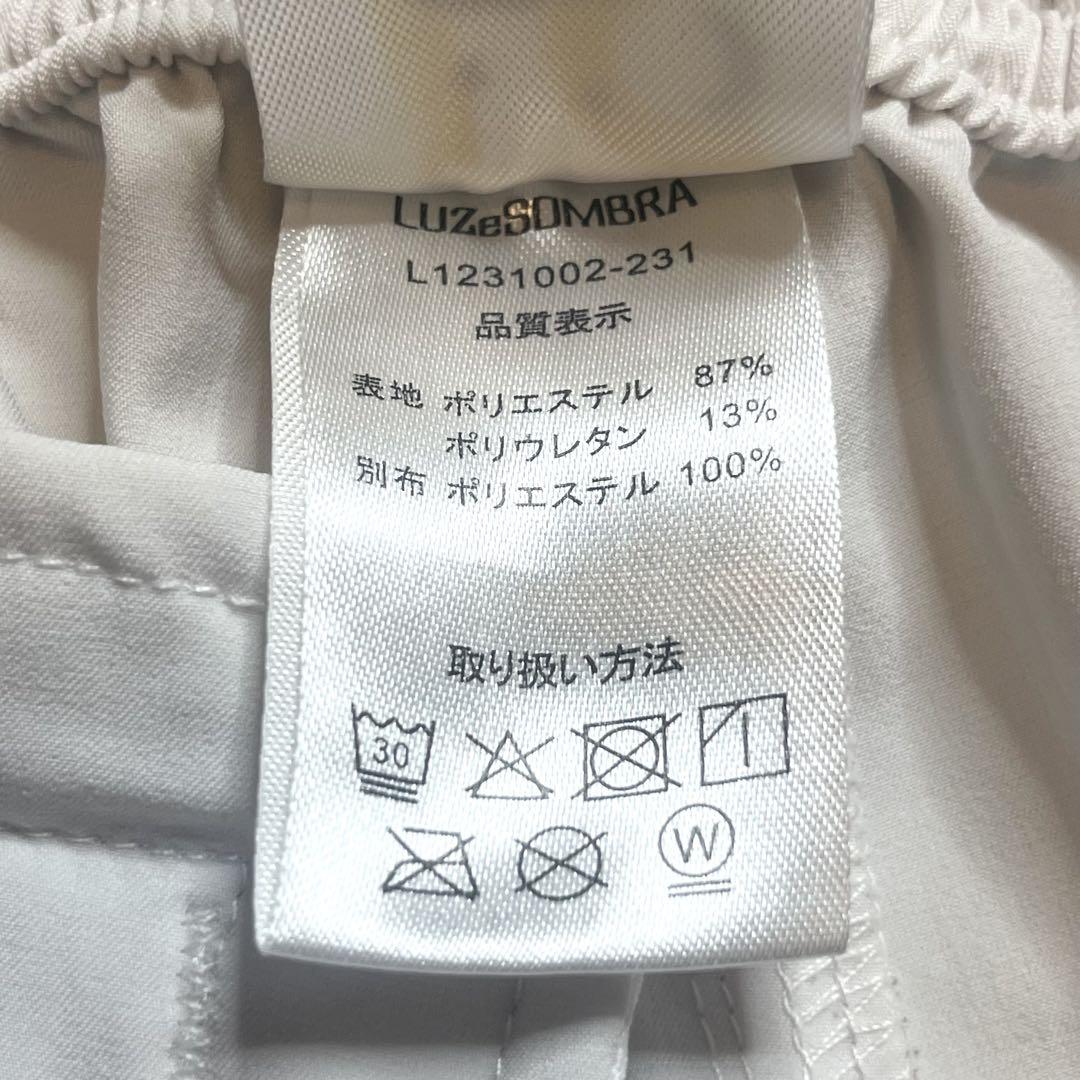 LUZeSOMBRA
L1231002-231
品質表示
表地 ポリエステル 87%
ポリウレタン 13%
別布 ポリエステル 100%
取り扱い方法
30
W